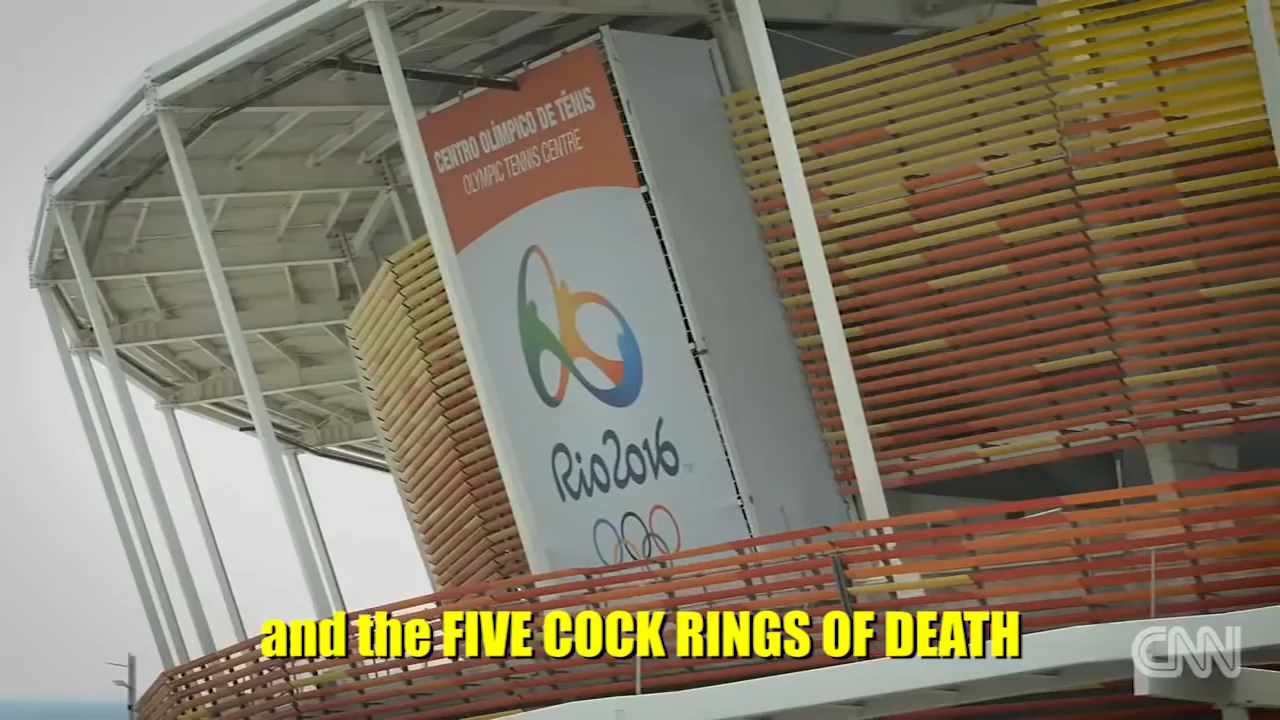 CENTRO OLÍMPICO DE TÊNIS
OLYMPIC TENNIS CENTRE
Rio2016
and the FIVE COCK RINGS OF DEATH
CNN